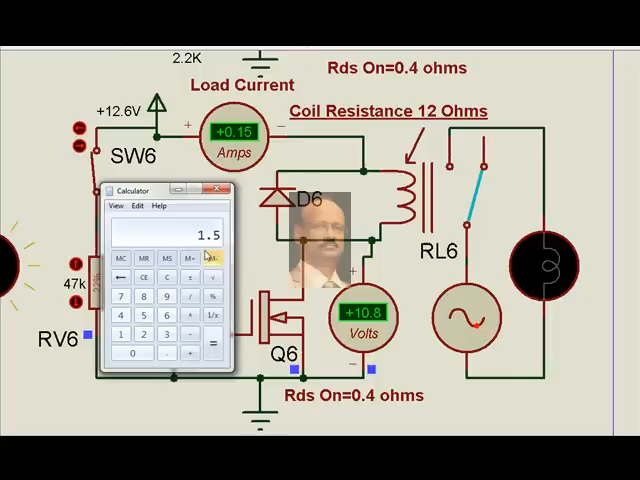 2.2K
Rds On=0.4 ohms
Load Current
+12.6V
+
+0.15
Amps
−
Coil Resistance 12 Ohms
SW6
D6
RL6
Calculator
View Edit Help
1.5
MC MR MS M+ M-
← CE C ± √
7 8 9 / %
4 5 6 * 1/x
1 2 3 - =
0 . +
47k
RV6
+
+10.8
Volts
−
Q6
Rds On=0.4 ohms